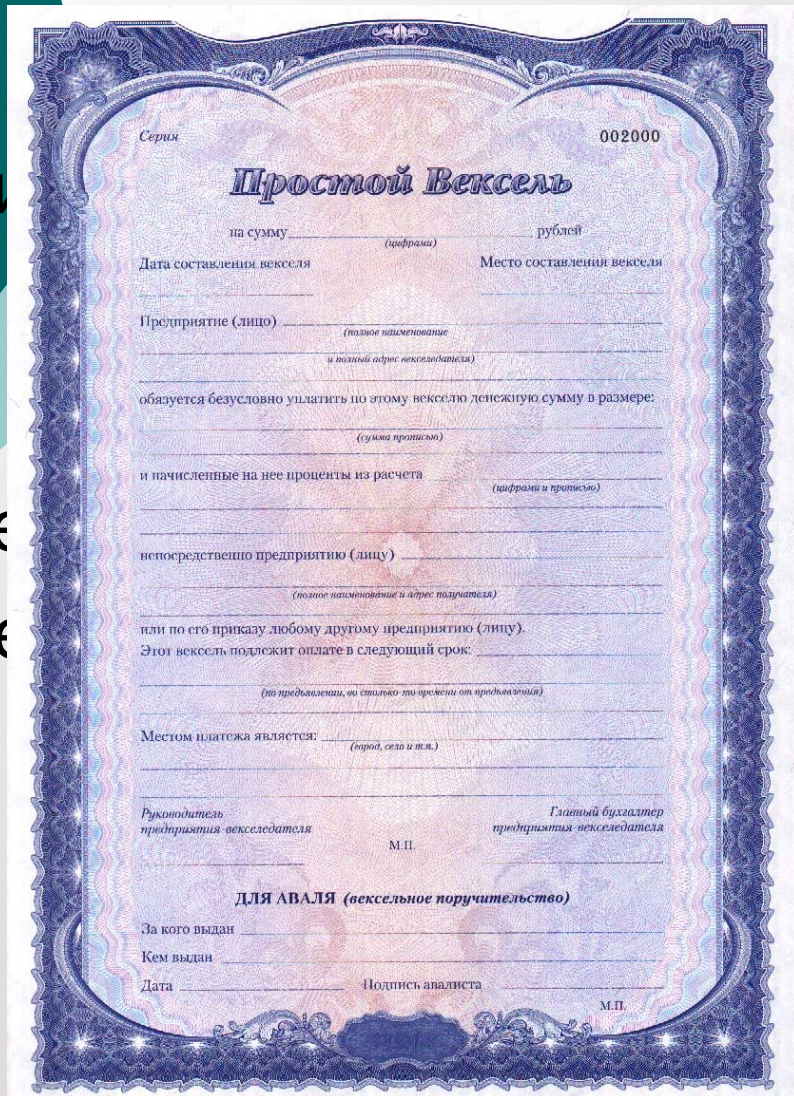 Серия 002000
Простой Вексель
на сумму рублей
(цифрами)
Дата составления векселя Место составления векселя
Предприятие (лицо)
(полное наименование
и полный адрес векселедателя)
обязуется безусловно уплатить по этому векселю денежную сумму в размере:
(сумма прописью)
и начисленные на нее проценты из расчета
(цифрами и прописью)
непосредственно предприятию (лицу)
(полное наименование и адрес получателя)
или по его приказу любому другому предприятию (лицу).
Этот вексель подлежит оплате в следующий срок:
(по предъявлении, во столько-то времени от предъявления)
Местом платежа является:
(город, село и т.п.)
Руководитель Главный бухгалтер
предприятия-векселедателя предприятия-векселедателя
М.П.
ДЛЯ АВАЛЯ (вексельное поручительство)
За кого выдан
Кем выдан
Дата Подпись авалиста
М.П.